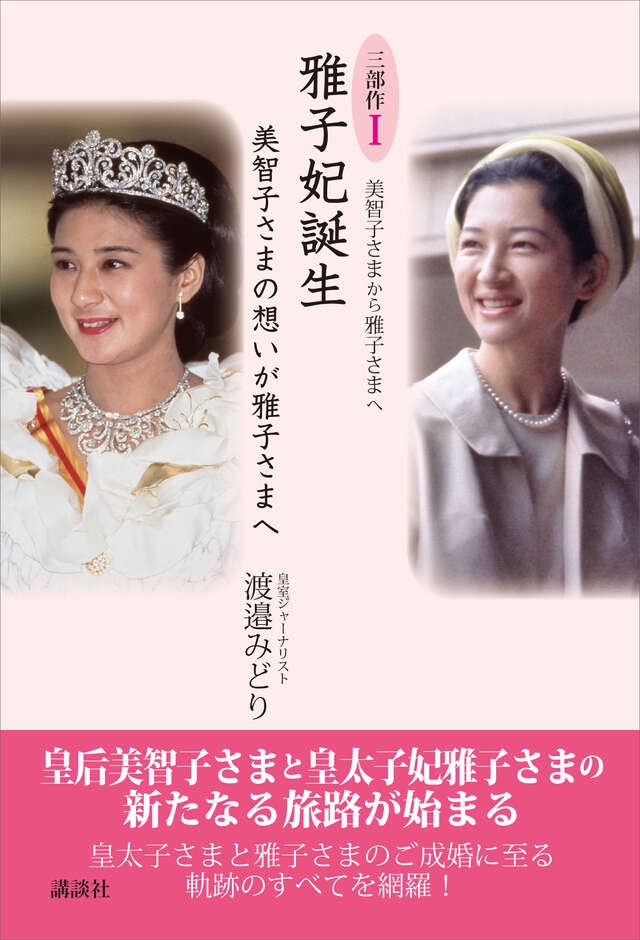 三部作 I
美智子さまから雅子さまへ
雅子妃誕生
美智子さまの想いが雅子さまへ
皇室ジャーナリスト
渡邉みどり
皇后美智子さまと皇太子妃雅子さまの
新たなる旅路が始まる
皇太子さまと雅子さまのご成婚に至る
軌跡のすべてを網羅！
講談社